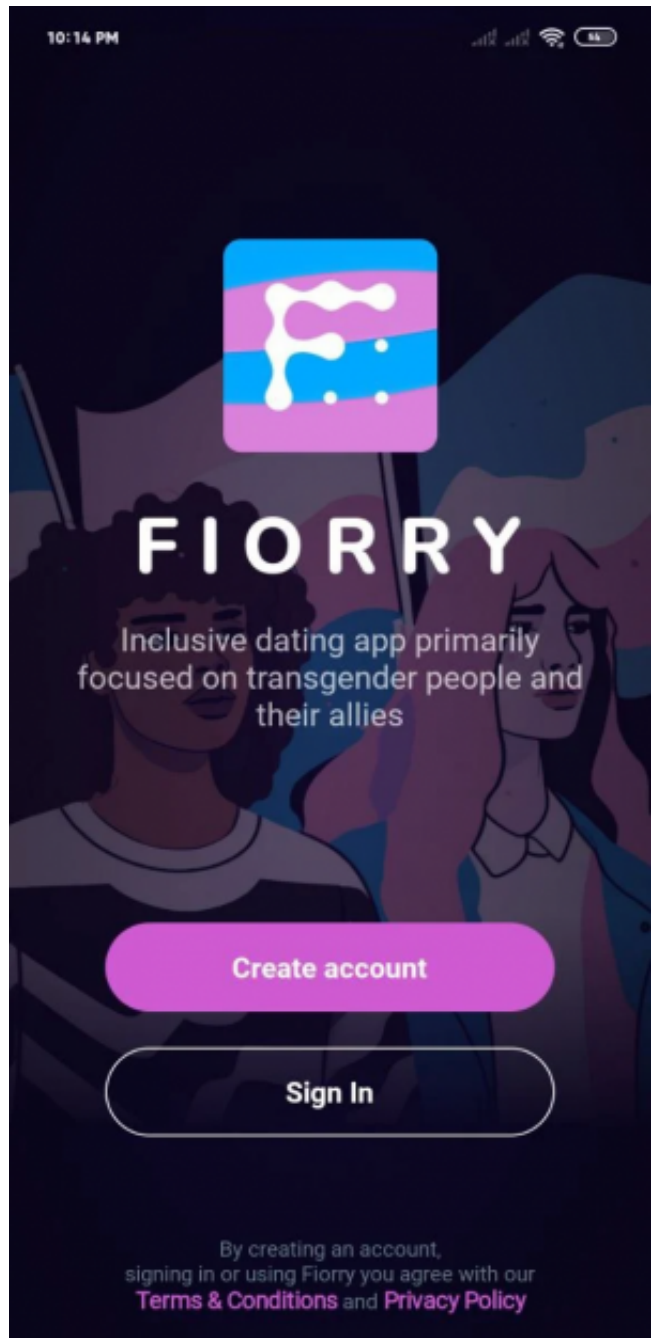 10:14 PM
FIORRY
Inclusive dating app primarily
focused on transgender people and
their allies
Create account
Sign In
By creating an account,
signing in or using Fiorry you agree with our
Terms & Conditions and Privacy Policy